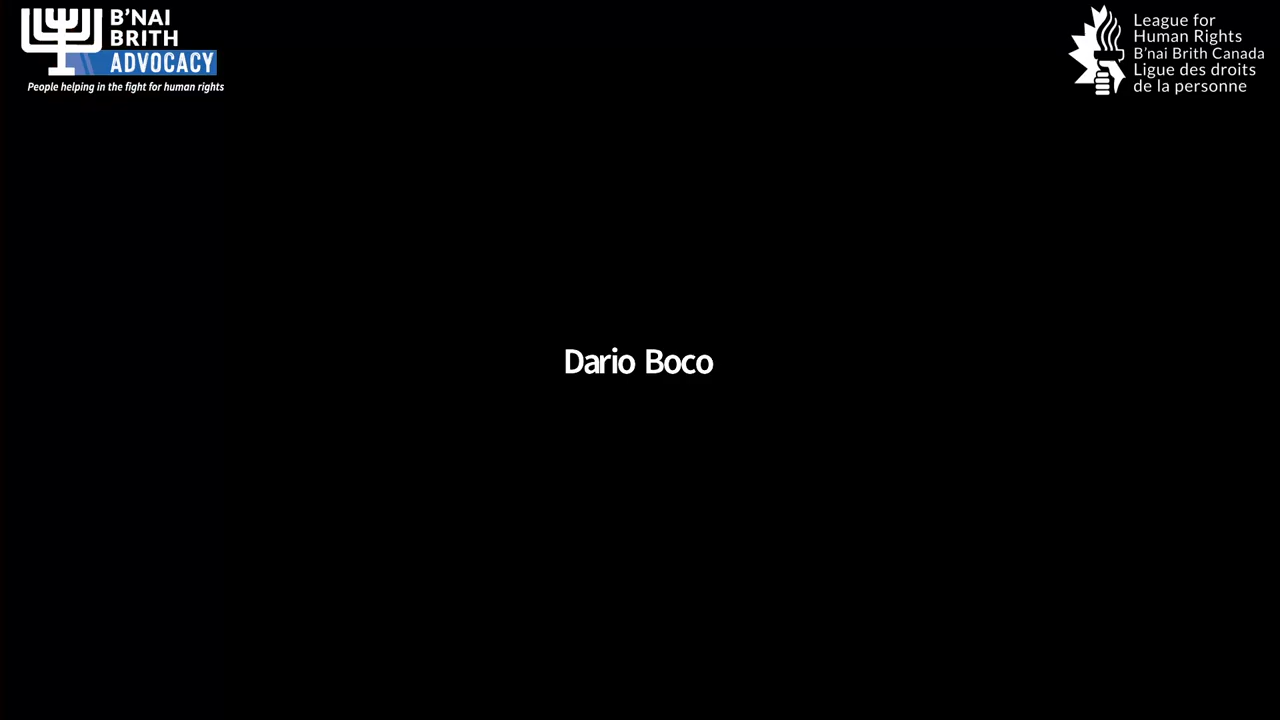 B'NAI
BRITH
ADVOCACY
People helping in the fight for human rights
League for
Human Rights
B'nai Brith Canada
Ligue des droits
de la personne
Dario Boco